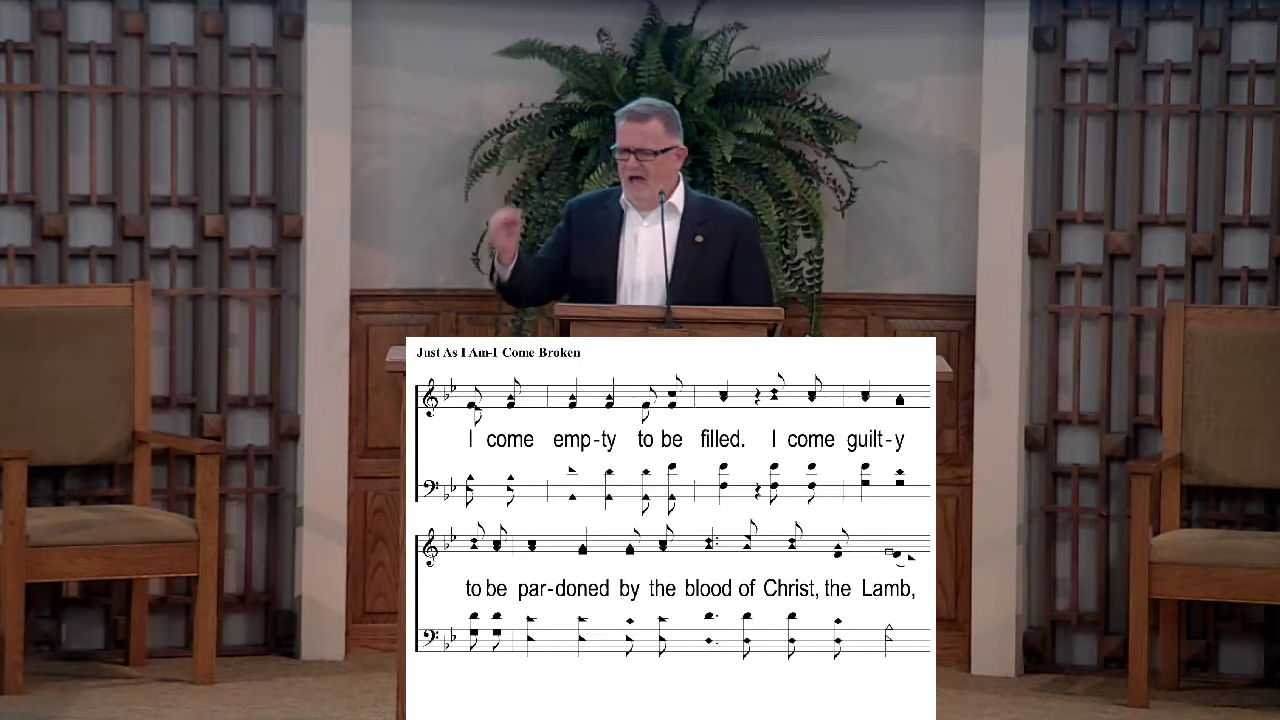 Just As I Am-I Come Broken
I come emp-ty to be filled. I come guilt-y
to be par-doned by the blood of Christ, the Lamb,